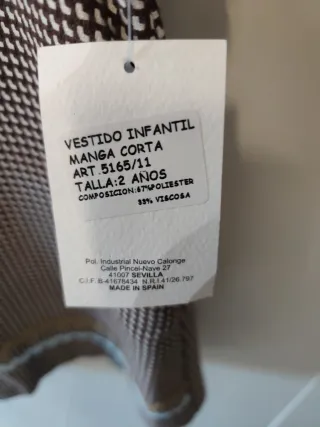 VESTIDO INFANTIL
MANGA CORTA
ART.5165/11
TALLA:2 AÑOS
COMPOSICION:67%POLIESTER
33% VISCOSA
Pol. Industrial Nuevo Calonge
Calle Pincel-Nave 27
41007 SEVILLA
C.I.F. B-41678434 N.R.I.41/26.797
MADE IN SPAIN